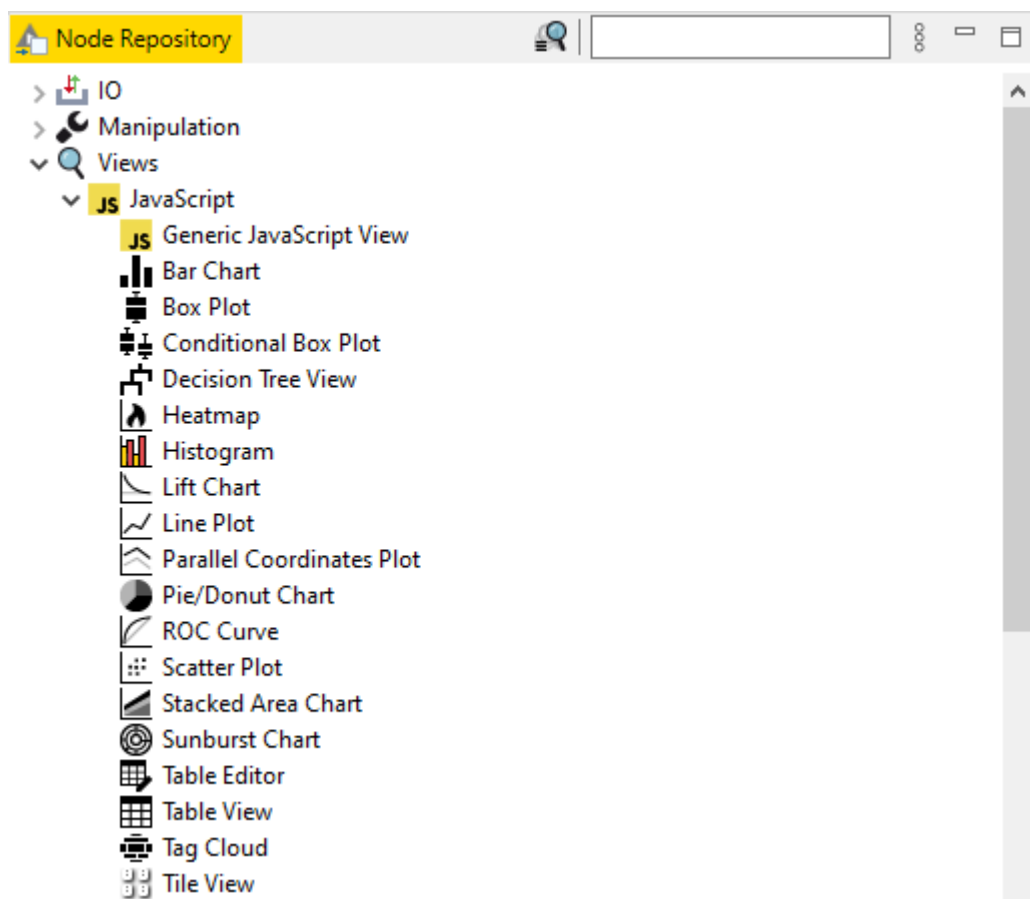 Node Repository
IO
Manipulation
Views
JS JavaScript
JS Generic JavaScript View
Bar Chart
Box Plot
Conditional Box Plot
Decision Tree View
Heatmap
Histogram
Lift Chart
Line Plot
Parallel Coordinates Plot
Pie/Donut Chart
ROC Curve
Scatter Plot
Stacked Area Chart
Sunburst Chart
Table Editor
Table View
Tag Cloud
Tile View